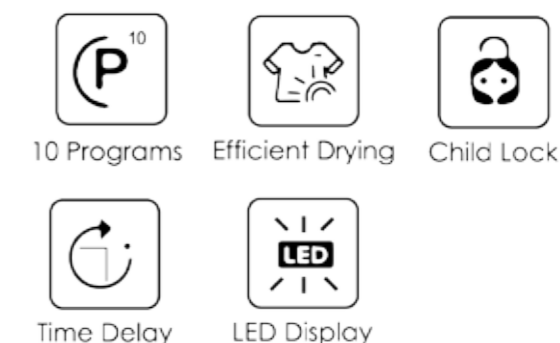 P 10
10 Programs
Efficient Drying
Child Lock
LED
Time Delay
LED Display